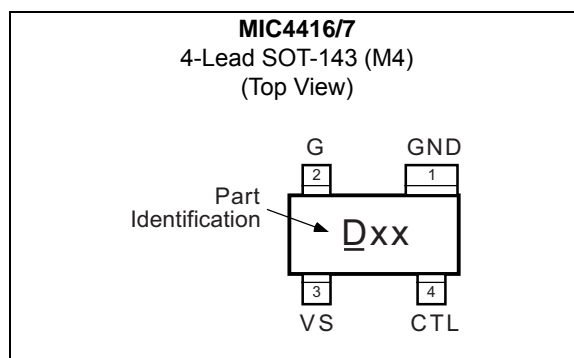 MIC4416/7
4-Lead SOT-143 (M4)
(Top View)
G GND
2 1
Part
Identification
Dxx
3 4
VS CTL